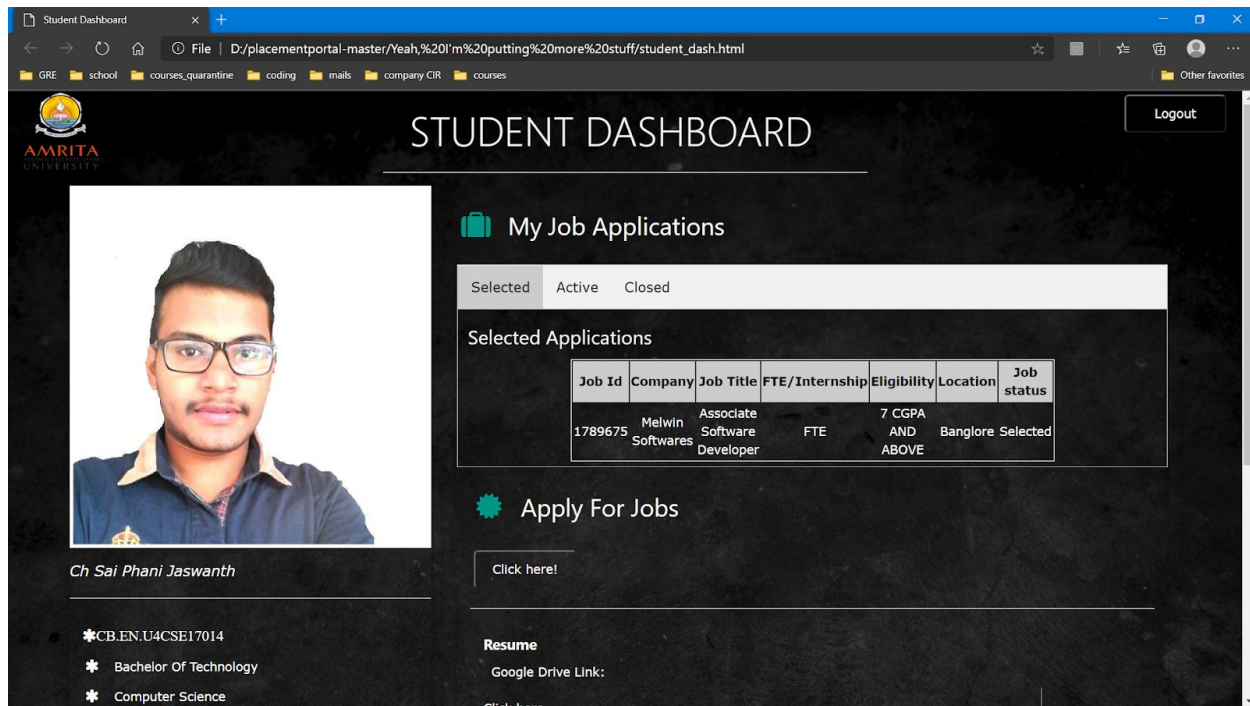 Student Dashboard
File | D:/placementportal-master/Yeah,%20I'm%20putting%20more%20stuff/student_dash.html
GRE school courses_quarantine coding mails company CIR courses Other favorites
AMRITA
UNIVERSITY
STUDENT DASHBOARD
Logout
My Job Applications
Selected Active Closed
Selected Applications
Job Id Company Job Title FTE/Internship Eligibility Location Job status
1789675 Melwin Softwares Associate Software Developer FTE 7 CGPA AND ABOVE Banglore Selected
Apply For Jobs
Click here!
Ch Sai Phani Jaswanth
CB.EN.U4CSE17014
Bachelor Of Technology
Computer Science
Resume
Google Drive Link: